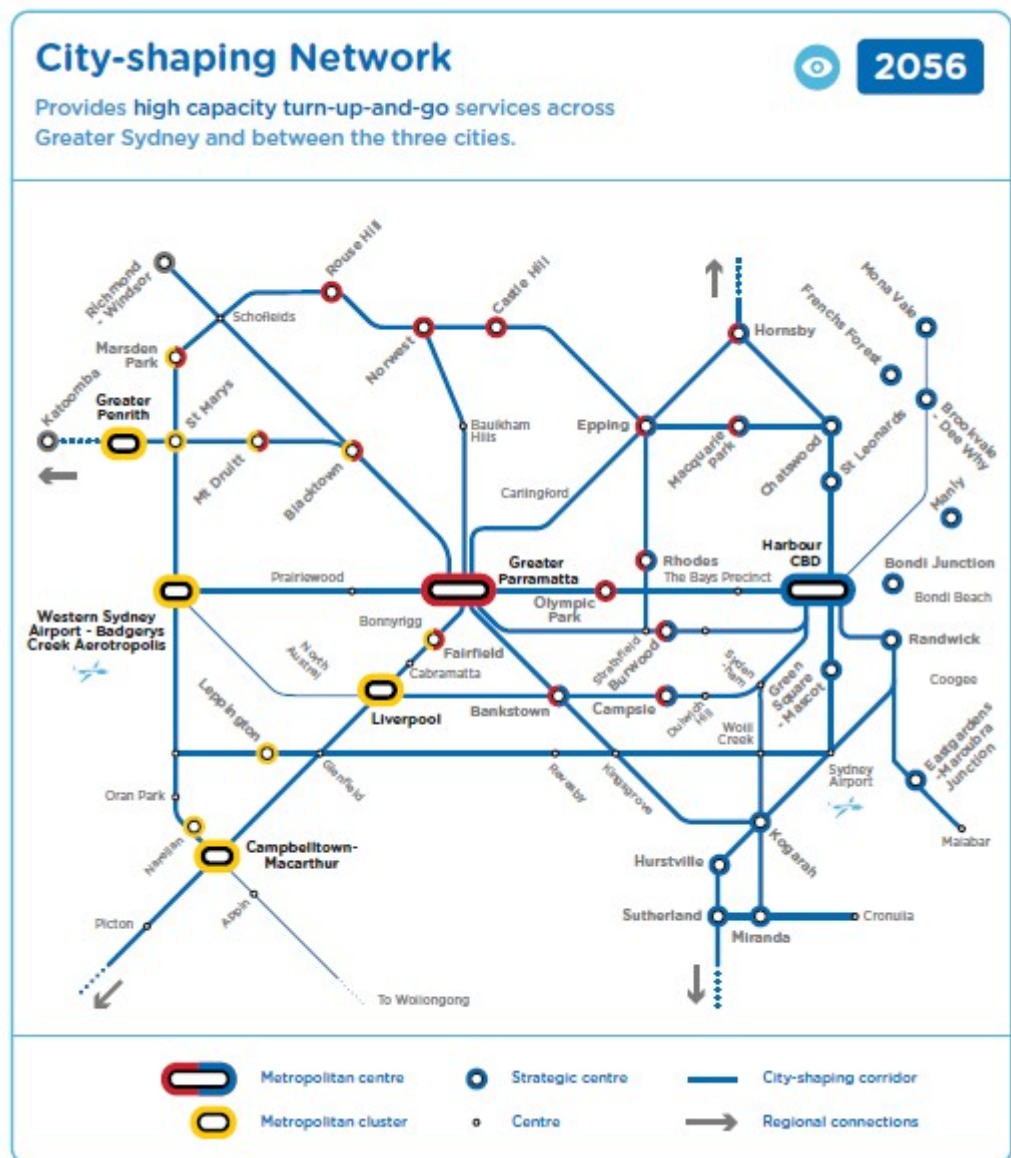 City-shaping Network
2056
Provides high capacity turn-up-and-go services across
Greater Sydney and between the three cities.
Richmond
- Windsor
Rouse Hill
Schofields
Castle Hill
Norwest
Hornsby
Mona Vale
Frenchs Forest
Marsden
Park
Katoomba
Greater
Penrith
St Marys
Mt Druitt
Blacktown
Baulkham
Hills
Epping
Macquarie
Park
Chatswood
St Leonards
Brookvale
- Dee Why
Manly
Carlingford
Harbour
CBD
Bondi Junction
Bondi Beach
Greater
Parramatta
Rhodes
The Bays Precinct
Prairiewood
Olympic
Park
Western Sydney
Airport - Badgerys
Creek Aerotropolis
Bonnyrigg
Fairfield
Cabramatta
North
Austral
Strathfield
Burwood
Syden
-ham
Green
Square
- Mascot
Randwick
Coogee
Leppington
Liverpool
Bankstown
Campsie
Dulwich
Hill
Wolli
Creek
Eastgardens
-Maroubra
Junction
Glenfield
Revesby
Kingsgrove
Sydney
Airport
Oran Park
Narellan
Campbelltown-
Macarthur
Kogarah
Malabar
Hurstville
Picton
Appin
Sutherland
Miranda
Cronulla
To Wollongong
Metropolitan centre
Strategic centre
City-shaping corridor
Metropolitan cluster
Centre
Regional connections